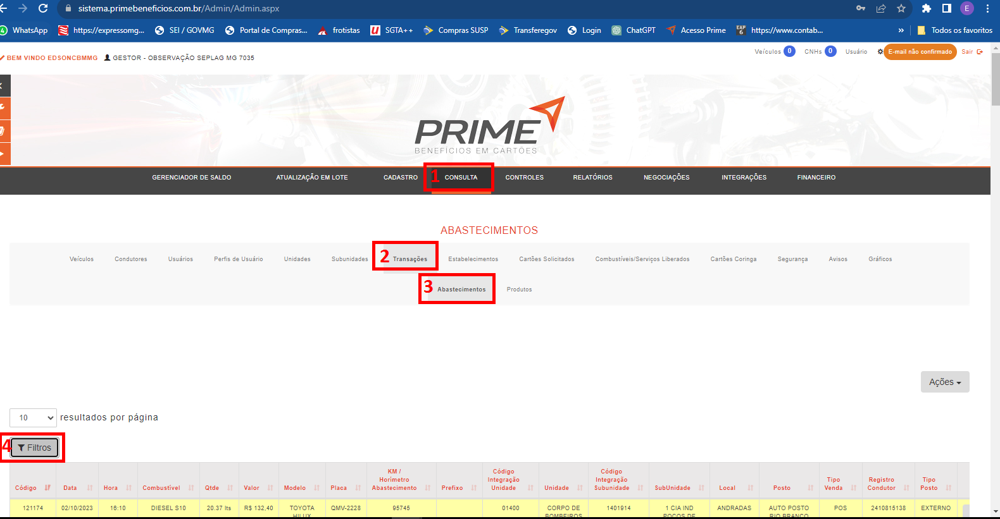 sistema.primebeneficios.com.br/Admin/Admin.aspx
E
4 WhatsApp https://expressomg... SEI / GOVMG Portal de Compras... frotistas SGTA++ Compras SUSP Transferegov Login ChatGPT Acesso Prime EAP 6 https://www.contab... » Todos os favoritos
BEM VINDO EDSONCBMMG GESTOR - OBSERVAÇÃO SEPLAG MG 7035
Veículos 0 CNHs 0 Usuário E-mail não confirmado Sair
PRIME
BENEFÍCIOS EM CARTÕES
GERENCIADOR DE SALDO ATUALIZAÇÃO EM LOTE CADASTRO 1 CONSULTA CONTROLES RELATÓRIOS NEGOCIAÇÕES INTEGRAÇÕES FINANCEIRO
ABASTECIMENTOS
Veículos Condutores Usuários Perfis de Usuário Unidades Subunidades 2 Transações Estabelecimentos Cartões Solicitados Combustíveis/Serviços Liberados Cartões Coringa Segurança Avisos Gráficos
3 Abastecimentos Produtos
Ações
10 resultados por página
4 Filtros
Código Data Hora Combustível Qtde Valor Modelo Placa KM / Horímetro Abastecimento Prefixo Código Integração Unidade Unidade Código Integração Subunidade SubUnidade Local Posto Tipo Venda Registro Condutor Tipo Posto
121174 02/10/2023 16:10 DIESEL S10 20.37 lts R$ 132,40 TOYOTA HILUX QMV-2228 95745 01400 CORPO DE BOMBEIROS 1401914 1 CIA IND POÇOS DE ANDRADAS AUTO POSTO RIO BRANCO POS 2410815138 EXTERNO